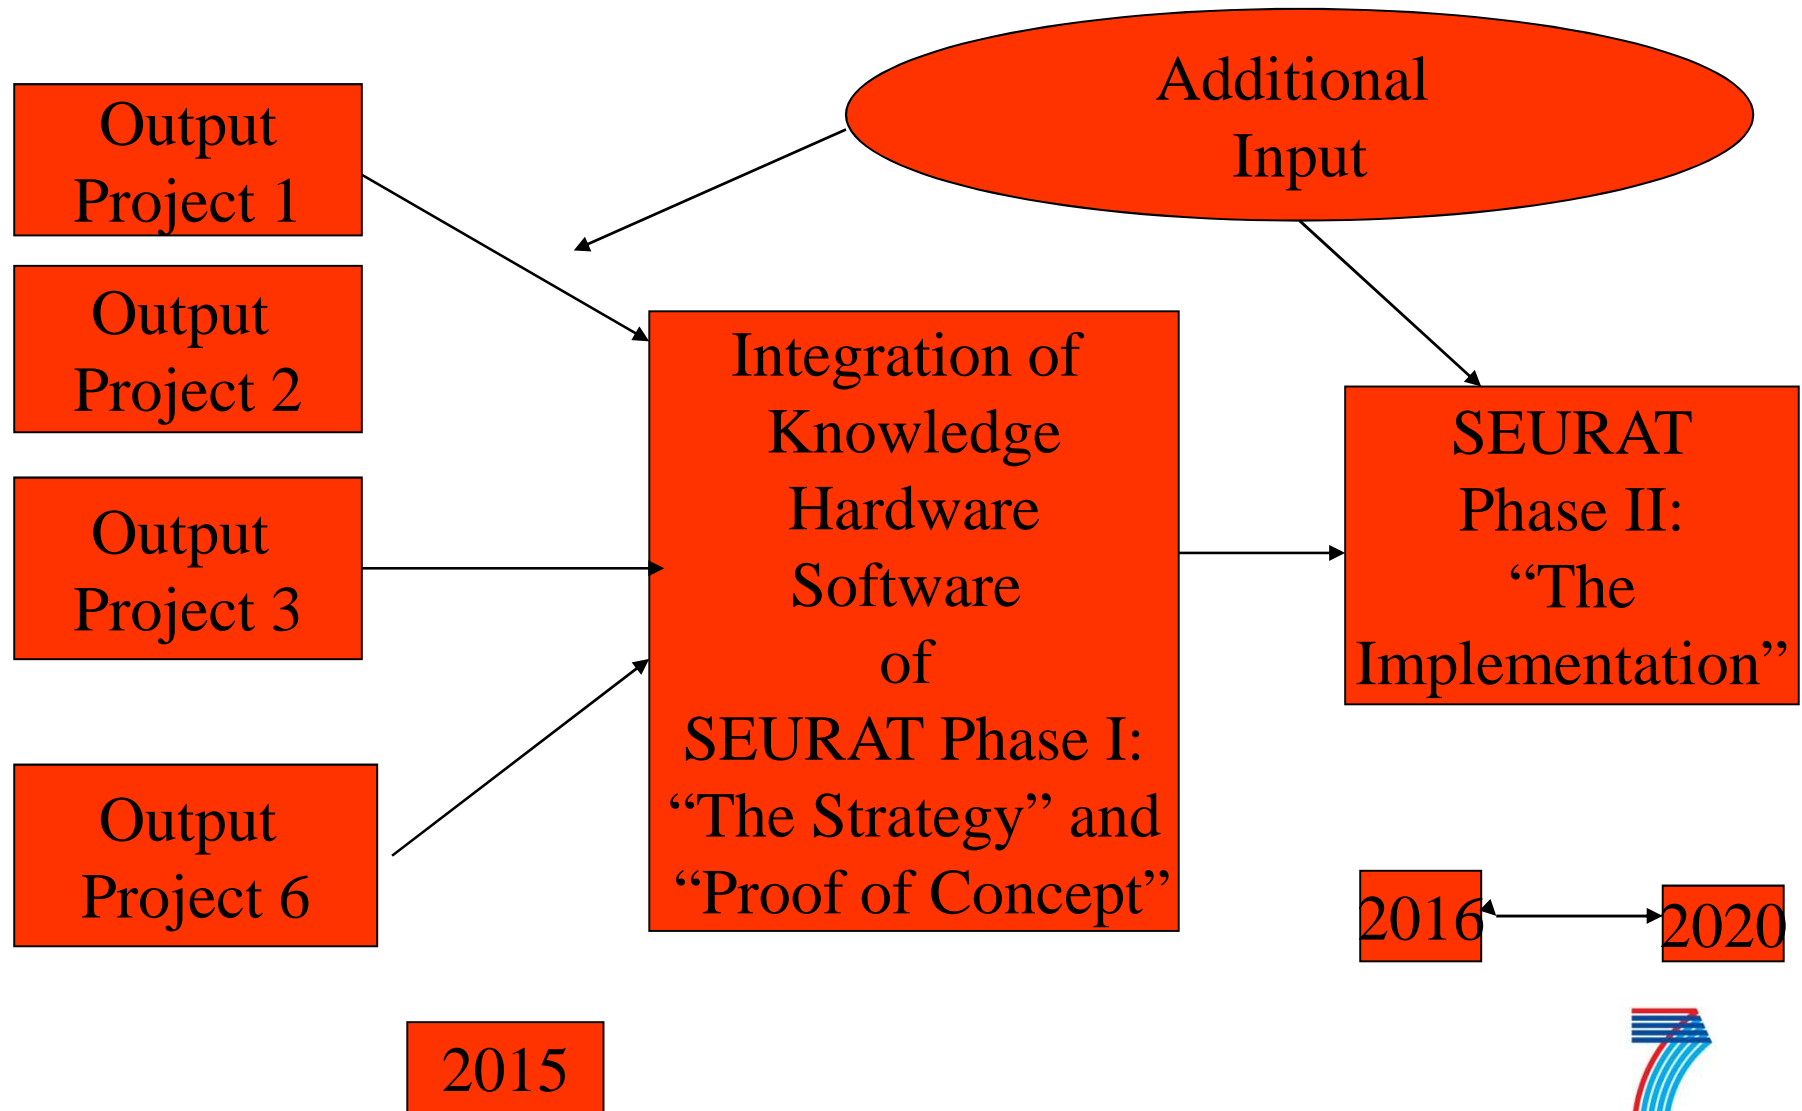 Additional
Input
Output
Project 1
Output
Project 2
Output
Project 3
Output
Project 6
Integration of
Knowledge
Hardware
Software
of
SEURAT Phase I:
“The Strategy” and
“Proof of Concept”
SEURAT
Phase II:
“The
Implementation”
2016
2020
2015
7